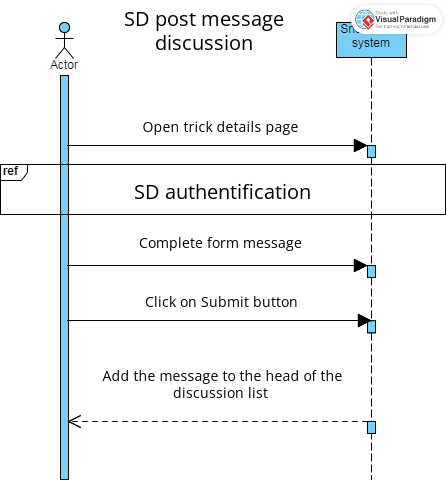 SD post message
discussion
Made with
Visual Paradigm
For non-commercial use
system
Actor
Open trick details page
ref
SD authentification
Complete form message
Click on Submit button
Add the message to the head of the
discussion list